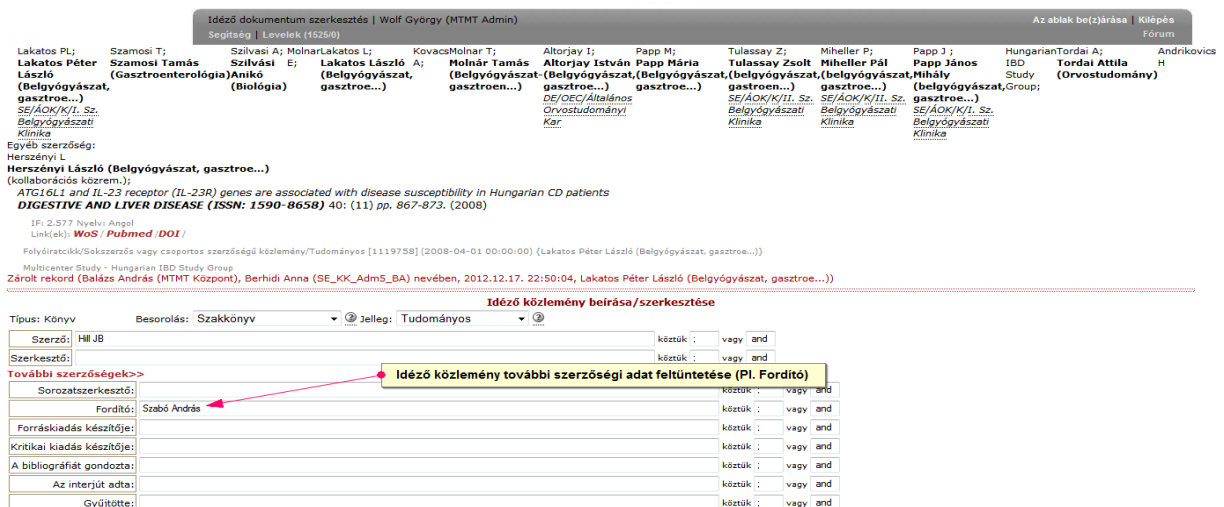 Idéző dokumentum szerkesztés | Wolf György (MTMT Admin) Az ablak be(z)árása | Kilépés
Segítség | Levelek (1525/0) Fórum
Lakatos PL; Szamosi T; Szilvasi A; Molnar E; Lakatos L; Kovacs A; Molnar T; Altorjay I; Papp M; Tulassay Z; Miheller P; Papp J ; Hungarian IBD Study Group; Tordai A; Andrikovics H
Lakatos Péter László (Belgyógyászat, gasztroe...)
SE/ÁOK/K/I. Sz. Belgyógyászati Klinika
Szamosi Tamás (Gasztroenterológia)
Szilvási Anikó (Biológia)
Lakatos László (Belgyógyászat, gasztroen...)
Molnár Tamás (Belgyógyászat-gasztroe...)
Altorjay István (Belgyógyászat, gasztroe...)
DE/OEC/Általános Orvostudományi Kar
Papp Mária (Belgyógyászat, gasztroe...)
Tulassay Zsolt (belgyógyászat, gastroen...)
SE/ÁOK/K/II. Sz. Belgyógyászati Klinika
Miheller Pál (belgyógyászat, gasztroe...)
SE/ÁOK/K/II. Sz. Belgyógyászati Klinika
Papp János Mihály (belgyógyászat, gasztroe...)
SE/ÁOK/K/I. Sz. Belgyógyászati Klinika
Tordai Attila (Orvostudomány)
Egyéb szerzőség:
Herszényi L
Herszényi László (Belgyógyászat, gasztroe...)
(kollaborációs közrem.);
ATG16L1 and IL-23 receptor (IL-23R) genes are associated with disease susceptibility in Hungarian CD patients
DIGESTIVE AND LIVER DISEASE (ISSN: 1590-8658) 40: (11) pp. 867-873. (2008)
IF: 2.577 Nyelv: Angol
Link(ek): WoS / Pubmed /DOI /
Folyóiratcikk/Sokszerzős vagy csoportos szerzőségű közlemény/Tudományos [1119758] (2008-04-01 00:00:00) {Lakatos Péter László (Belgyógyászat, gasztroe...)}
Multicenter Study - Hungarian IBD Study Group
Zárolt rekord (Balázs András (MTMT Központ), Berhidi Anna (SE_KK_Adm5_BA) nevében, 2012.12.17. 22:50:04, Lakatos Péter László (Belgyógyászat, gasztroe...))
Idéző közlemény beírása/szerkesztése
Típus: Könyv Besorolás: Szakkönyv Jelleg: Tudományos
Szerző: Hill JB köztük ; vagy and
Szerkesztő: köztük ; vagy and
További szerzőségek>>
Idéző közlemény további szerzőségi adat feltüntetése (Pl. Fordító)
Sorozatszerkesztő: köztük ; vagy and
Fordító: Szabó András köztük ; vagy and
Forráskiadás készítője: köztük ; vagy and
Kritikai kiadás készítője: köztük ; vagy and
A bibliográfiát gondozta: köztük ; vagy and
Az interjút adta: köztük ; vagy and
Gyűjtötte: köztük ; vagy and